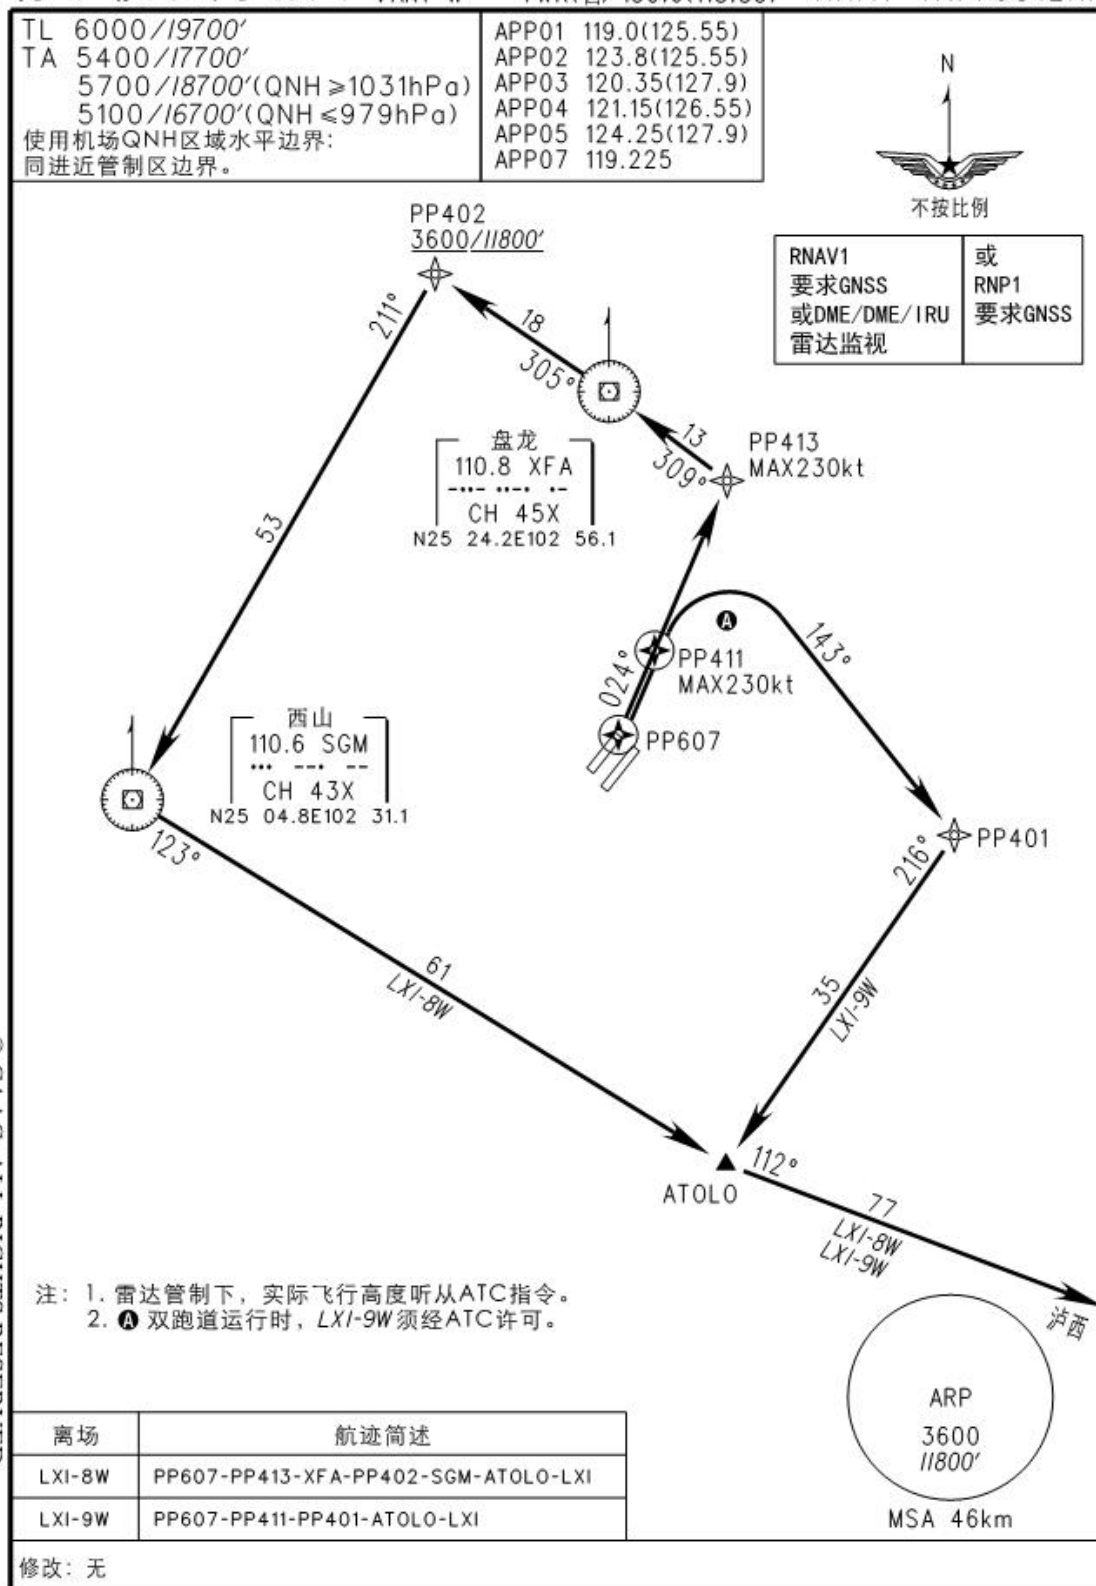 TL 6000/19700′
TA 5400/17700′
5700/18700′(QNH≥1031hPa)
5100/16700′(QNH≤979hPa)
使用机场QNH区域水平边界:
同进近管制区边界。
APP01 119.0(125.55)
APP02 123.8(125.55)
APP03 120.35(127.9)
APP04 121.15(126.55)
APP05 124.25(127.9)
APP07 119.225
N
不按比例
RNAV1
要求GNSS
或DME/DME/IRU
雷达监视
或
RNP1
要求GNSS
PP402
3600/11800′
211°
18
305°
13
309°
PP413
MAX230kt
盘龙
110.8 XFA
CH 45X
N25 24.2E102 56.1
53
A
143°
024°
PP411
MAX230kt
PP607
西山
110.6 SGM
CH 43X
N25 04.8E102 31.1
123°
PP401
216°
61
LXI-8W
35
LXI-9W
ATOLO
112°
77
LXI-8W
LXI-9W
泸西
注: 1. 雷达管制下, 实际飞行高度听从ATC指令。
2. A 双跑道运行时, LXI-9W须经ATC许可。
ARP
3600
11800′
MSA 46km
离场 航迹简述
LXI-8W PP607-PP413-XFA-PP402-SGM-ATOLO-LXI
LXI-9W PP607-PP411-PP401-ATOLO-LXI
修改: 无